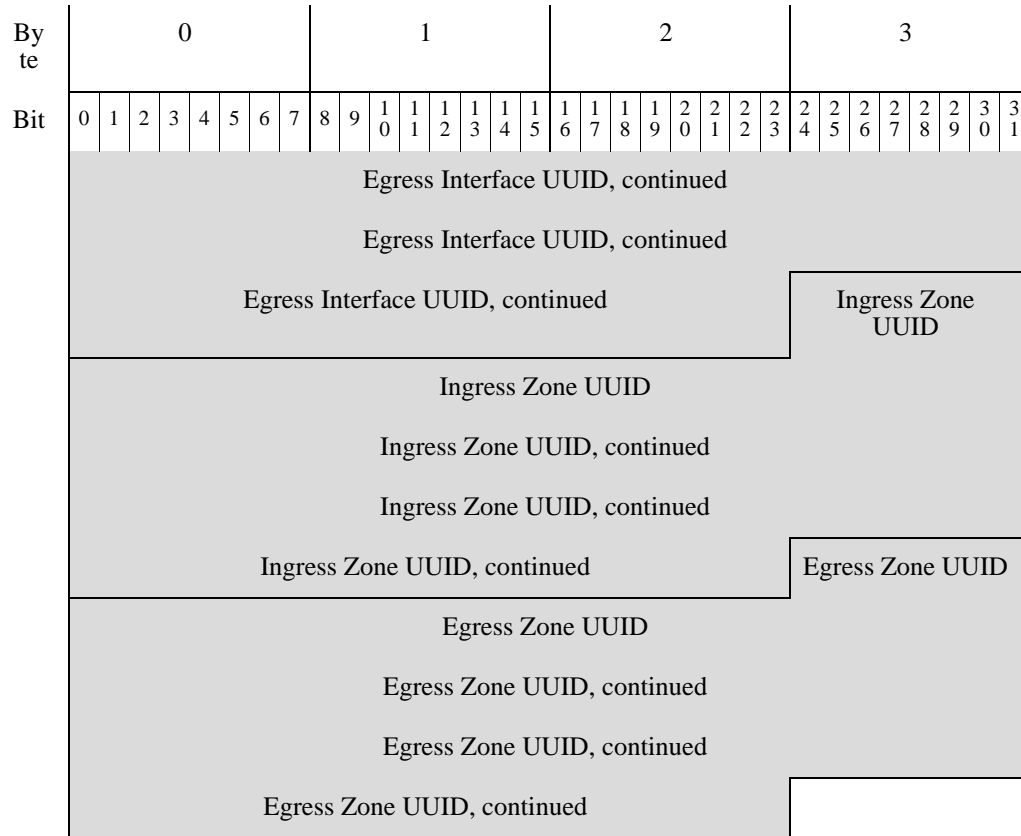 By te 0 1 2 3
Bit 0 1 2 3 4 5 6 7 8 9 10 11 12 13 14 15 16 17 18 19 20 21 22 23 24 25 26 27 28 29 30 31
Egress Interface UUID, continued
Egress Interface UUID, continued
Egress Interface UUID, continued Ingress Zone UUID
Ingress Zone UUID
Ingress Zone UUID, continued
Ingress Zone UUID, continued
Ingress Zone UUID, continued Egress Zone UUID
Egress Zone UUID
Egress Zone UUID, continued
Egress Zone UUID, continued
Egress Zone UUID, continued